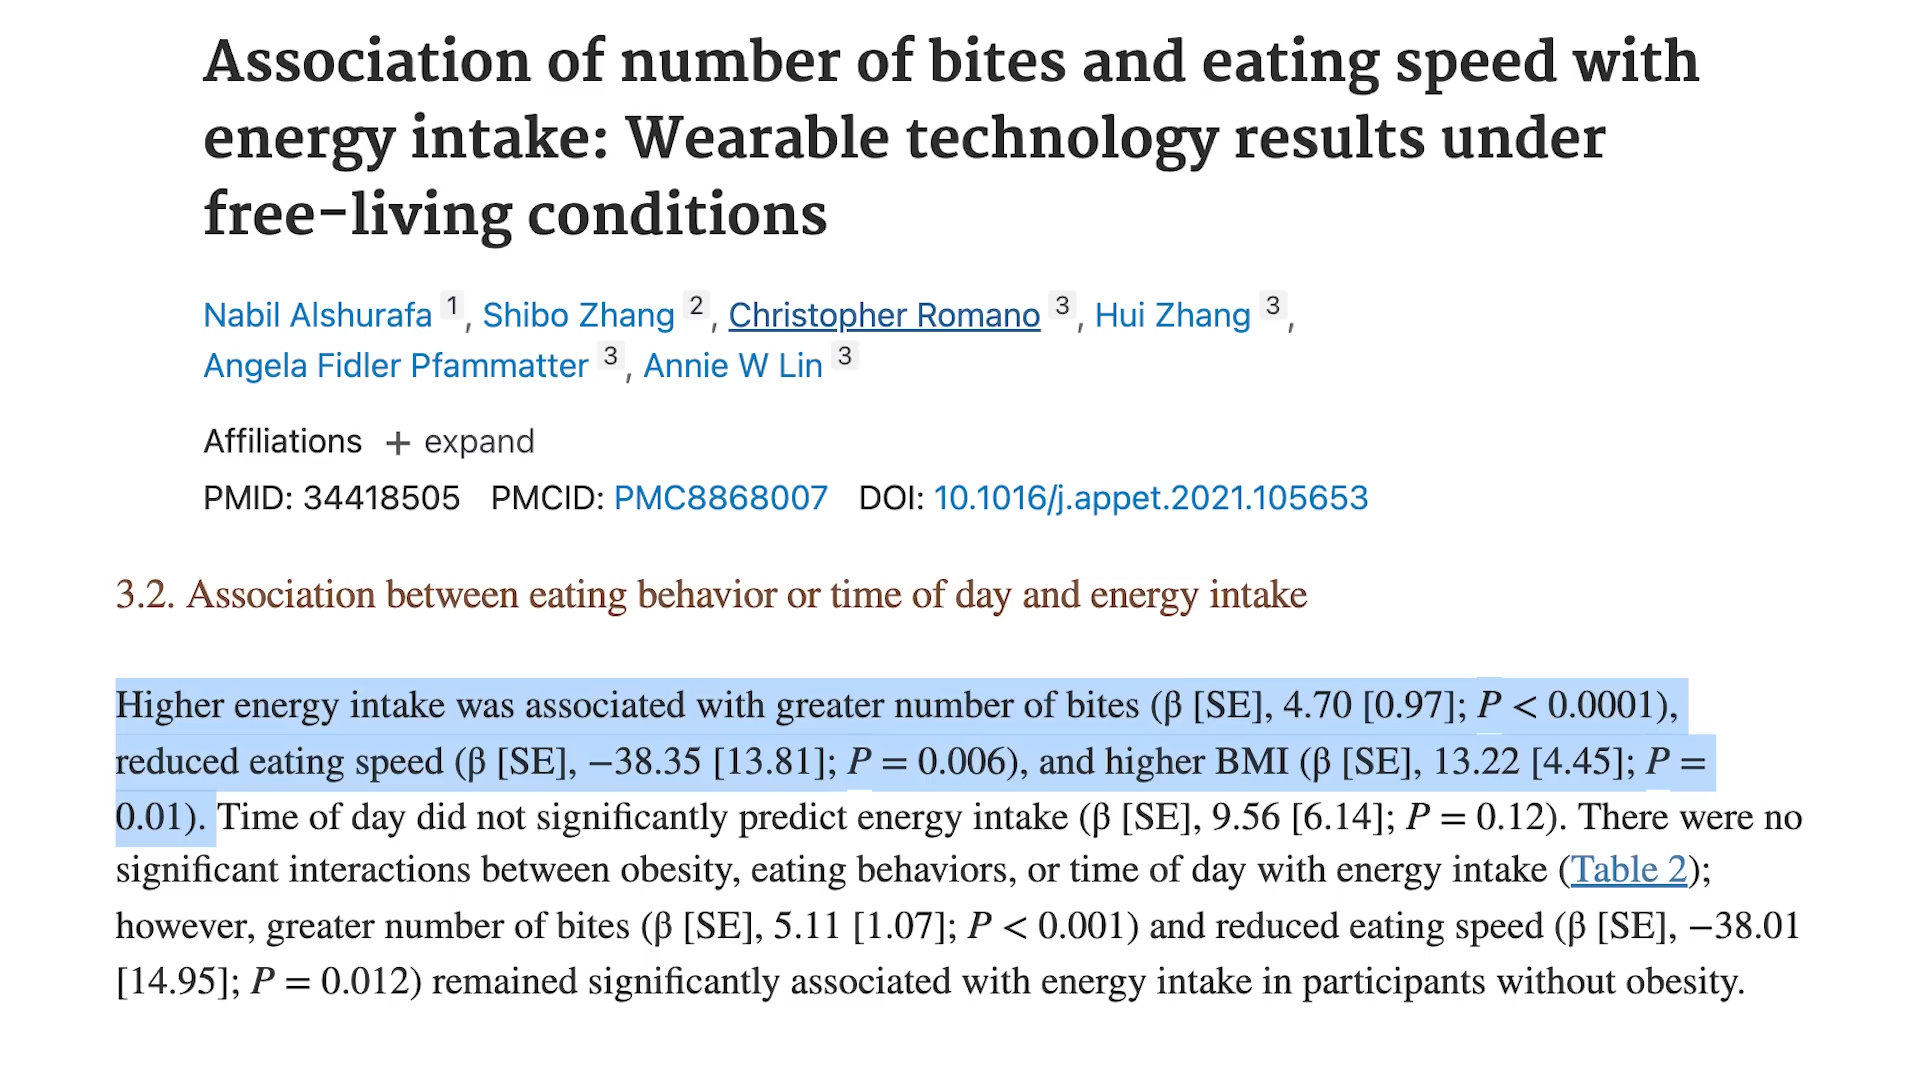 Association of number of bites and eating speed with
energy intake: Wearable technology results under
free-living conditions
Nabil Alshurafa 1, Shibo Zhang 2, Christopher Romano 3, Hui Zhang 3,
Angela Fidler Pfammatter 3, Annie W Lin 3
Affiliations + expand
PMID: 34418505 PMCID: PMC8868007 DOI: 10.1016/j.appet.2021.105653
3.2. Association between eating behavior or time of day and energy intake
Higher energy intake was associated with greater number of bites (β [SE], 4.70 [0.97]; P < 0.0001),
reduced eating speed (β [SE], −38.35 [13.81]; P = 0.006), and higher BMI (β [SE], 13.22 [4.45]; P =
0.01). Time of day did not significantly predict energy intake (β [SE], 9.56 [6.14]; P = 0.12). There were no
significant interactions between obesity, eating behaviors, or time of day with energy intake (Table 2);
however, greater number of bites (β [SE], 5.11 [1.07]; P < 0.001) and reduced eating speed (β [SE], −38.01
[14.95]; P = 0.012) remained significantly associated with energy intake in participants without obesity.